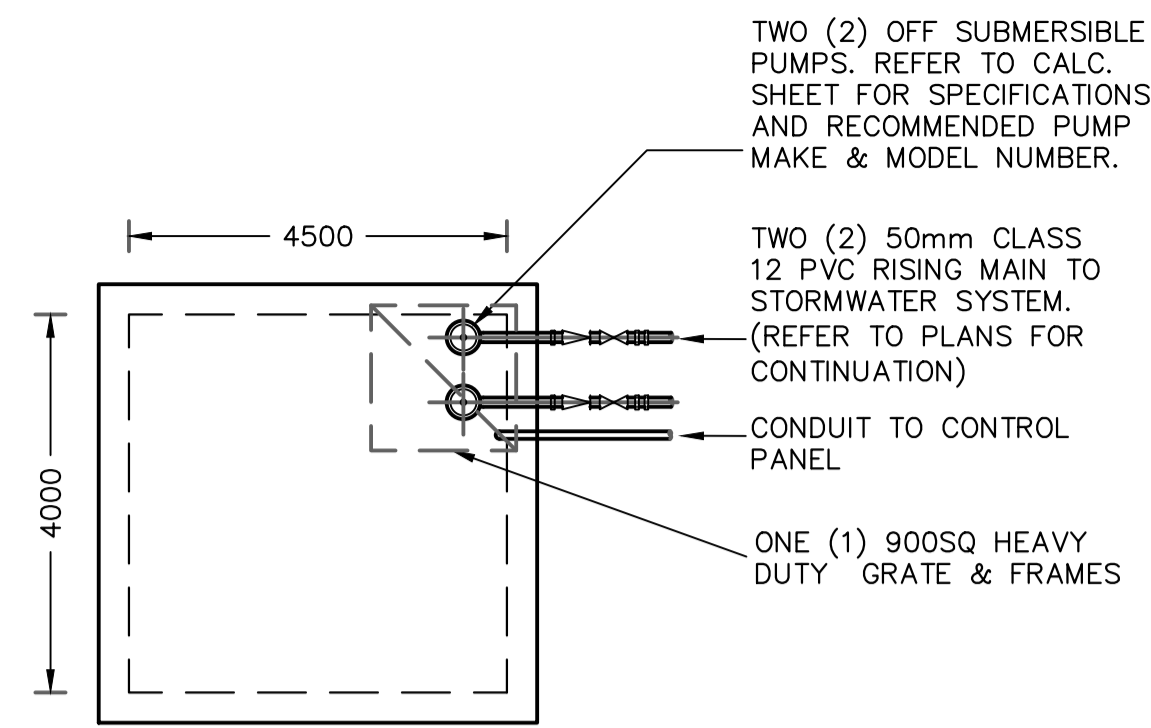 TWO (2) OFF SUBMERSIBLE
PUMPS. REFER TO CALC.
SHEET FOR SPECIFICATIONS
AND RECOMMENDED PUMP
MAKE & MODEL NUMBER.
4500
TWO (2) 50mm CLASS
12 PVC RISING MAIN TO
STORMWATER SYSTEM.
(REFER TO PLANS FOR
CONTINUATION)
CONDUIT TO CONTROL
PANEL
4000
ONE (1) 900SQ HEAVY
DUTY GRATE & FRAMES